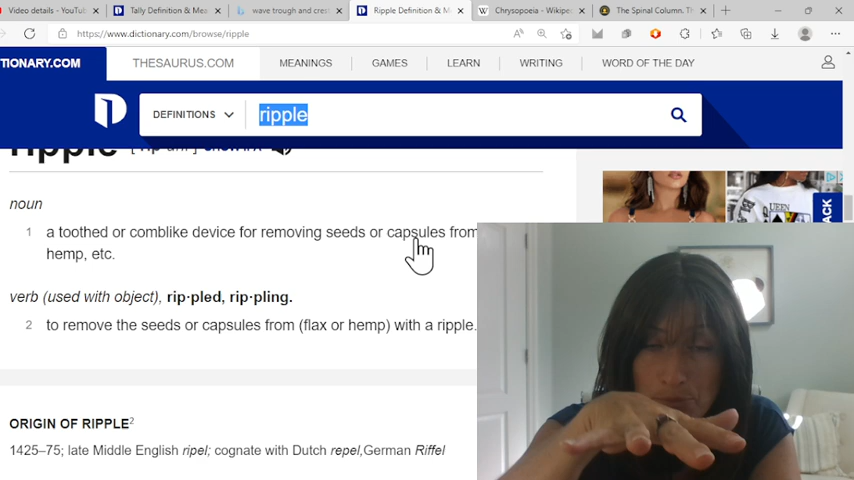 Video details - YouTub
Tally Definition & Mea
wave trough and crest
Ripple Definition & M
Chrysopoeia - Wikipe
The Spinal Column. Th
https://www.dictionary.com/browse/ripple
TIONARY.COM
THESAURUS.COM
MEANINGS
GAMES
LEARN
WRITING
WORD OF THE DAY
DEFINITIONS
ripple
ripple
noun
1 a toothed or comblike device for removing seeds or capsules from
hemp, etc.
verb (used with object), rip·pled, rip·pling.
2 to remove the seeds or capsules from (flax or hemp) with a ripple.
QUEEN
BACK
ORIGIN OF RIPPLE2
1425–75; late Middle English ripel; cognate with Dutch repel,German Riffel